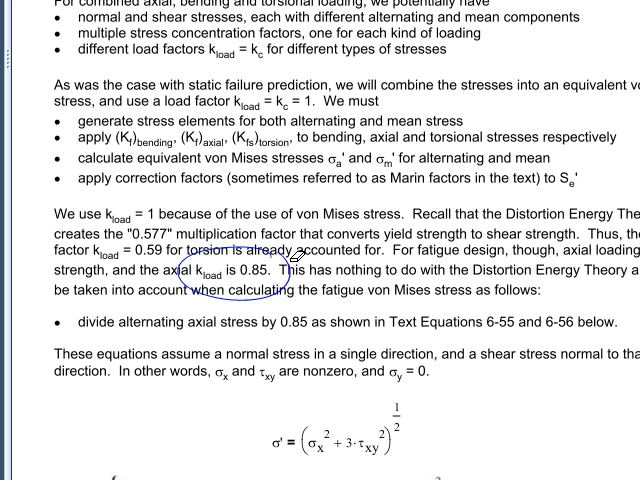 For combined axial, bending and torsional loading, we potentially have
• normal and shear stresses, each with different alternating and mean components
• multiple stress concentration factors, one for each kind of loading
• different load factors kload = kc for different types of stresses
As was the case with static failure prediction, we will combine the stresses into an equivalent
stress, and use a load factor kload = kc = 1. We must
• generate stress elements for both alternating and mean stress
• apply (Kf)bending, (Kf)axial, (Kfs)torsion, to bending, axial and torsional stresses respectively
• calculate equivalent von Mises stresses σa' and σm' for alternating and mean
• apply correction factors (sometimes referred to as Marin factors in the text) to Se'
We use kload = 1 because of the use of von Mises stress. Recall that the Distortion Energy
creates the "0.577" multiplication factor that converts yield strength to shear strength. Thus,
factor kload = 0.59 for torsion is already accounted for. For fatigue design, though, axial loading
strength, and the axial kload is 0.85. This has nothing to do with the Distortion Energy Theory
be taken into account when calculating the fatigue von Mises stress as follows:
• divide alternating axial stress by 0.85 as shown in Text Equations 6-55 and 6-56 below.
These equations assume a normal stress in a single direction, and a shear stress normal to
direction. In other words, σx and τxy are nonzero, and σy = 0.
σ' = (σx² + 3·τxy²)^1/2